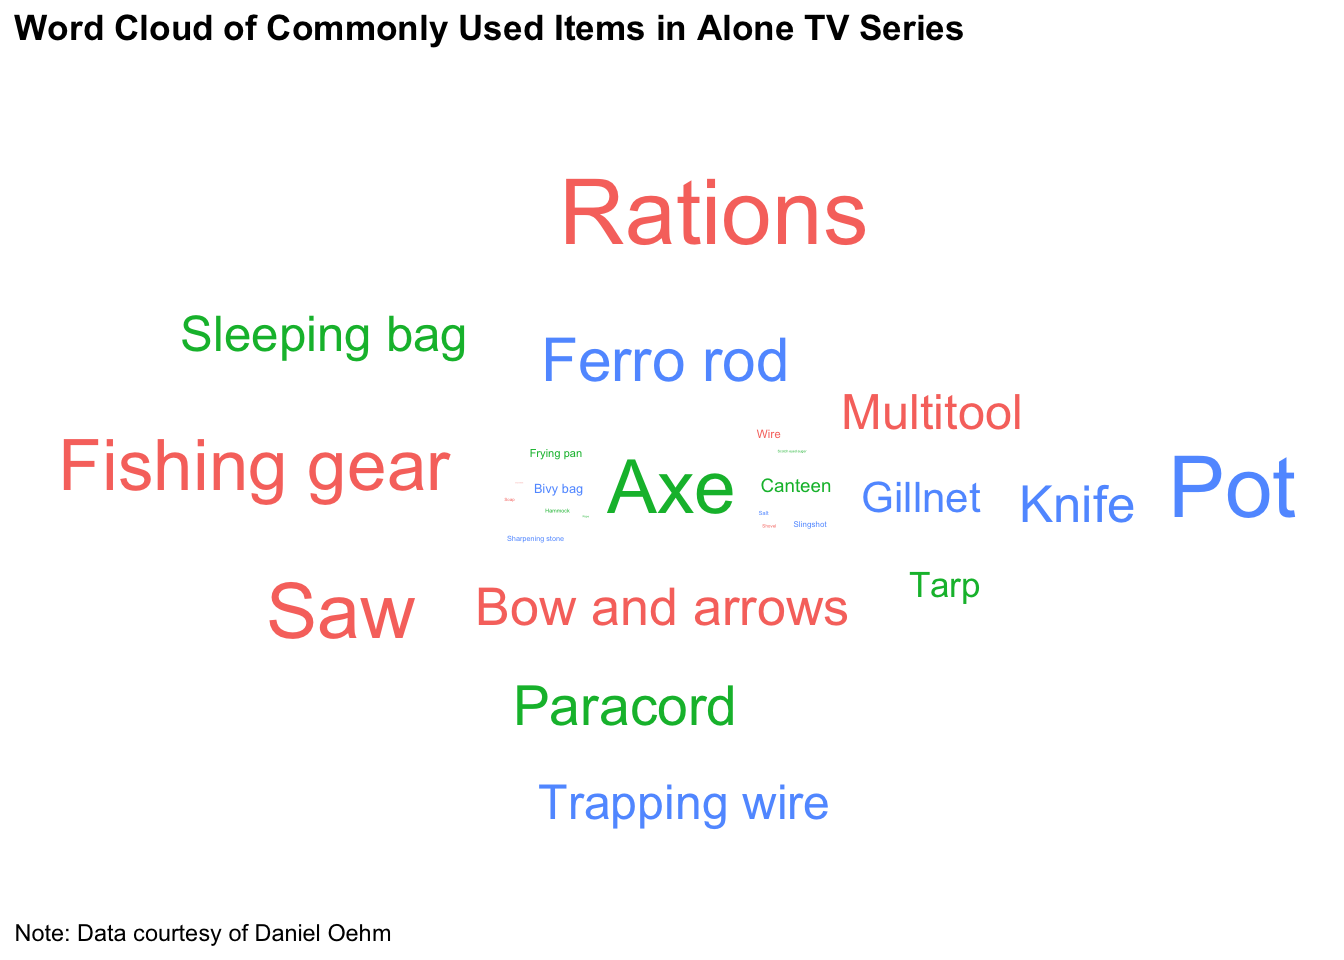 Word Cloud of Commonly Used Items in Alone TV Series
Rations
Sleeping bag
Ferro rod
Multitool
Wire
Fishing gear
Frying pan
Axe
Canteen
Bivy bag
Gillnet
Knife
Pot
Soap
Hammock
Salt
Shovel
Slingshot
Sharpening stone
Tarp
Saw
Bow and arrows
Paracord
Trapping wire
Note: Data courtesy of Daniel Oehm